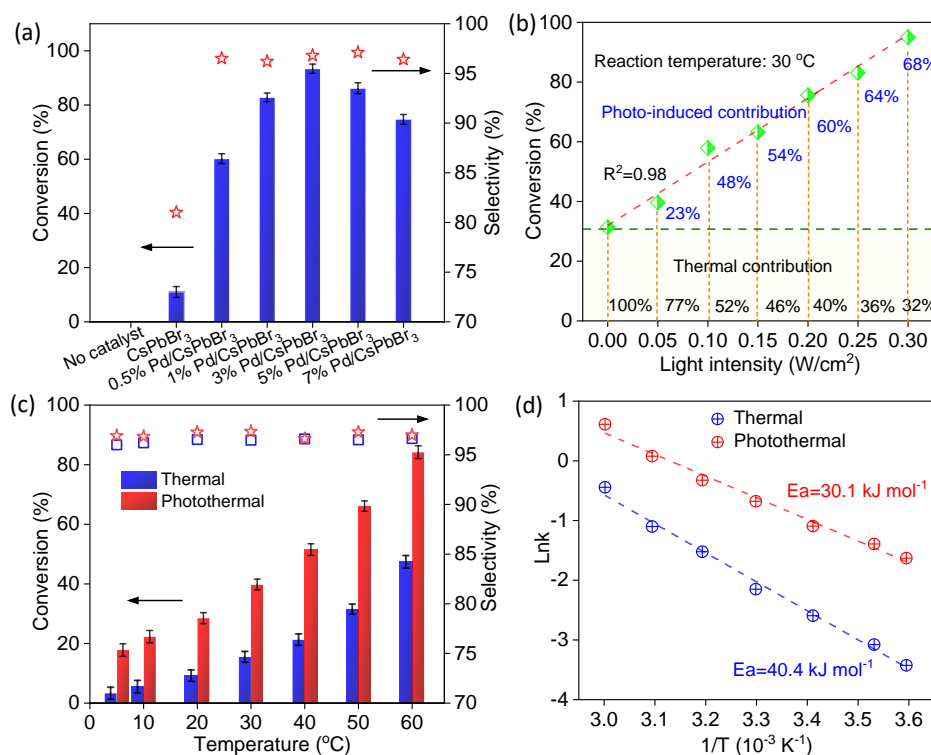 (a)
100
80
60
40
20
0
Conversion (%)
100
95
90
85
80
75
70
Selectivity (%)
No catalyst
CsPbBr₃
0.5% Pd/CsPbBr₃
1% Pd/CsPbBr₃
3% Pd/CsPbBr₃
5% Pd/CsPbBr₃
7% Pd/CsPbBr₃
(b)
100
80
60
40
20
0
Conversion (%)
Reaction temperature: 30 °C
Photo-induced contribution
R²=0.98
23%
48%
54%
60%
64%
68%
Thermal contribution
100%
77%
52%
46%
40%
36%
32%
0.00
0.05
0.10
0.15
0.20
0.25
0.30
Light intensity (W/cm²)
(c)
100
80
60
40
20
0
Conversion (%)
Thermal
Photothermal
100
95
90
85
80
75
70
Selectivity (%)
0
10
20
30
40
50
60
Temperature (°C)
(d)
1
0
-1
-2
-3
-4
Lnk
Thermal
Photothermal
Ea=30.1 kJ mol⁻¹
Ea=40.4 kJ mol⁻¹
3.0
3.1
3.2
3.3
3.4
3.5
3.6
1/T (10⁻³ K⁻¹)